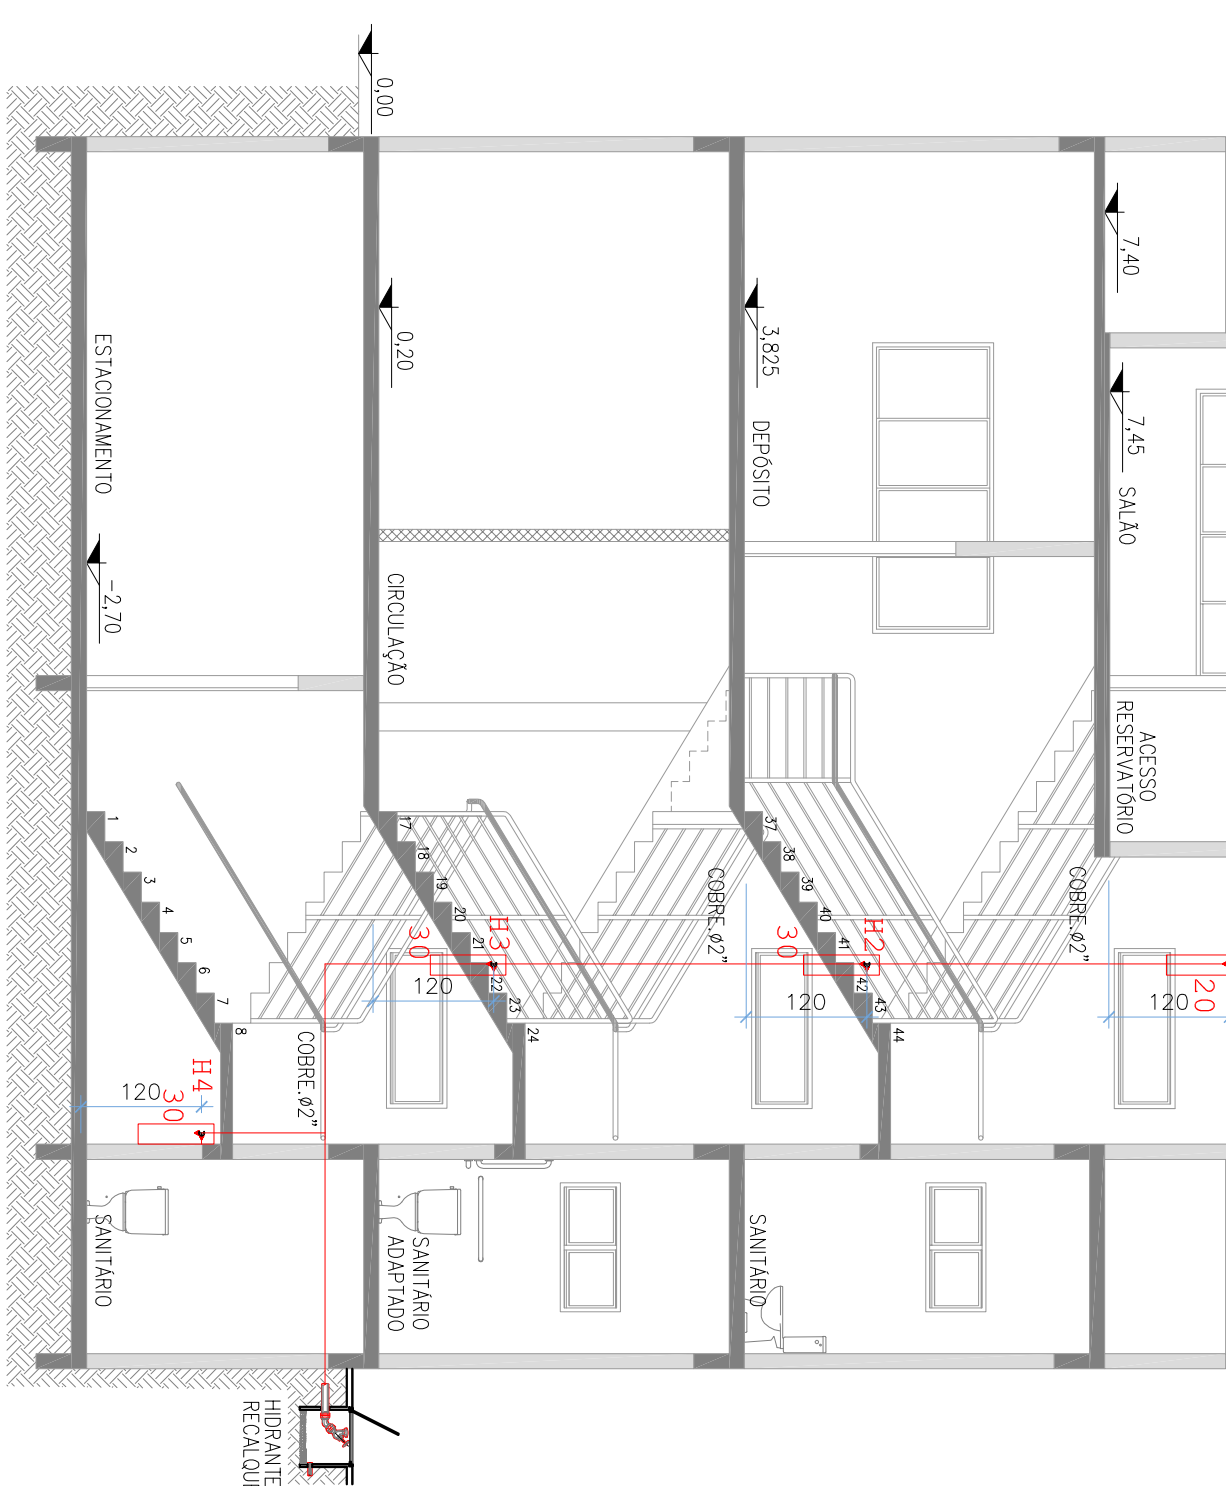 0,00
7,40
7,45
SALÃO
3,825
DEPÓSITO
0,20
CIRCULAÇÃO
ESTACIONAMENTO
-2,70
ACESSO
RESERVATÓRIO
COBRE.ø2"
20
120
37
38
39
40
41
42
43
44
COBRE.ø2"
H2
30
120
17
18
19
20
21
22
23
24
H3
30
120
1
2
3
4
5
6
7
8
COBRE.ø2"
H4
30
120
SANITÁRIO
SANITÁRIO
ADAPTADO
SANITÁRIO
HIDRANTE
RECALQU